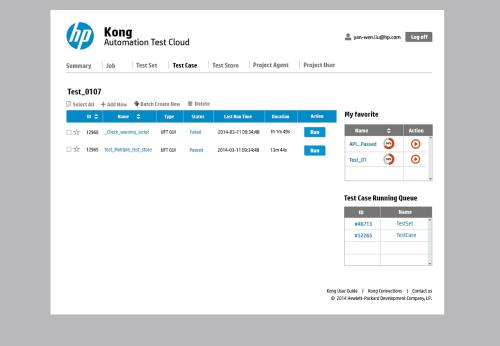 hp
Kong
Automation Test Cloud
yan-wen.liu@hp.com
Log off
Summary | Job | Test Set | Test Case | Test Store | Project Agent | Project User
Test_0107
Select All Add New Batch Create New Delete
ID Name Type Status Last Run Time Duration Action
12966 _Check_warning_script UFT GUI Failed 2014-03-11 09:34:48 1h 1m 49s Run
12965 Test_Multiple_test_store UFT GUI Passed 2014-03-11 09:34:48 13m 44s Run
My favorite
Name Action
API...Passed
Test_01
Test Case Running Queue
ID Name
#46715 TestSet
#52265 TestCase
Kong User Guide | Kong Connections | Contact us
© 2014 Hewlett-Packard Development Company, L.P.